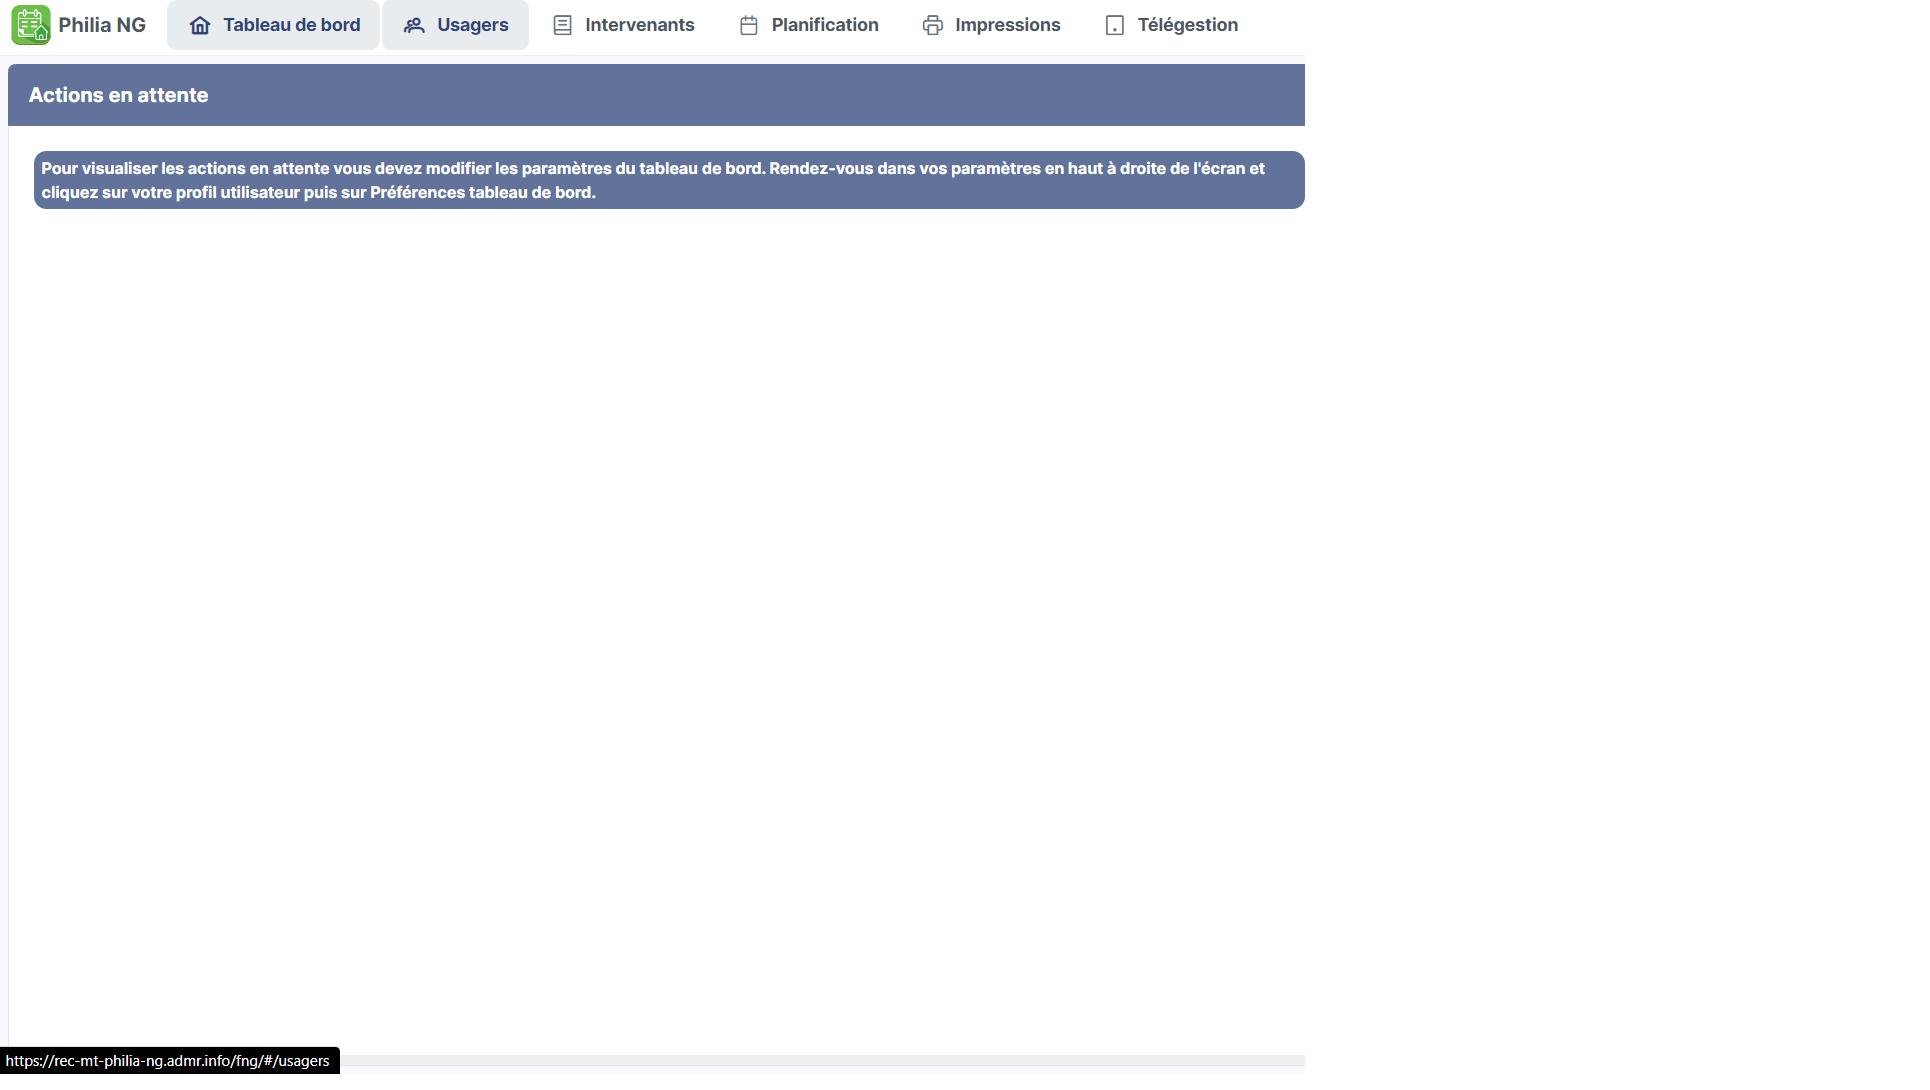 Philia NG
Tableau de bord
Usagers
Intervenants
Planification
Impressions
Télégestion
Actions en attente
Pour visualiser les actions en attente vous devez modifier les paramètres du tableau de bord. Rendez-vous dans vos paramètres en haut à droite de l'écran et
cliquez sur votre profil utilisateur puis sur Préférences tableau de bord.
https://rec-mt-philia-ng.admr.info/fng/#/usagers